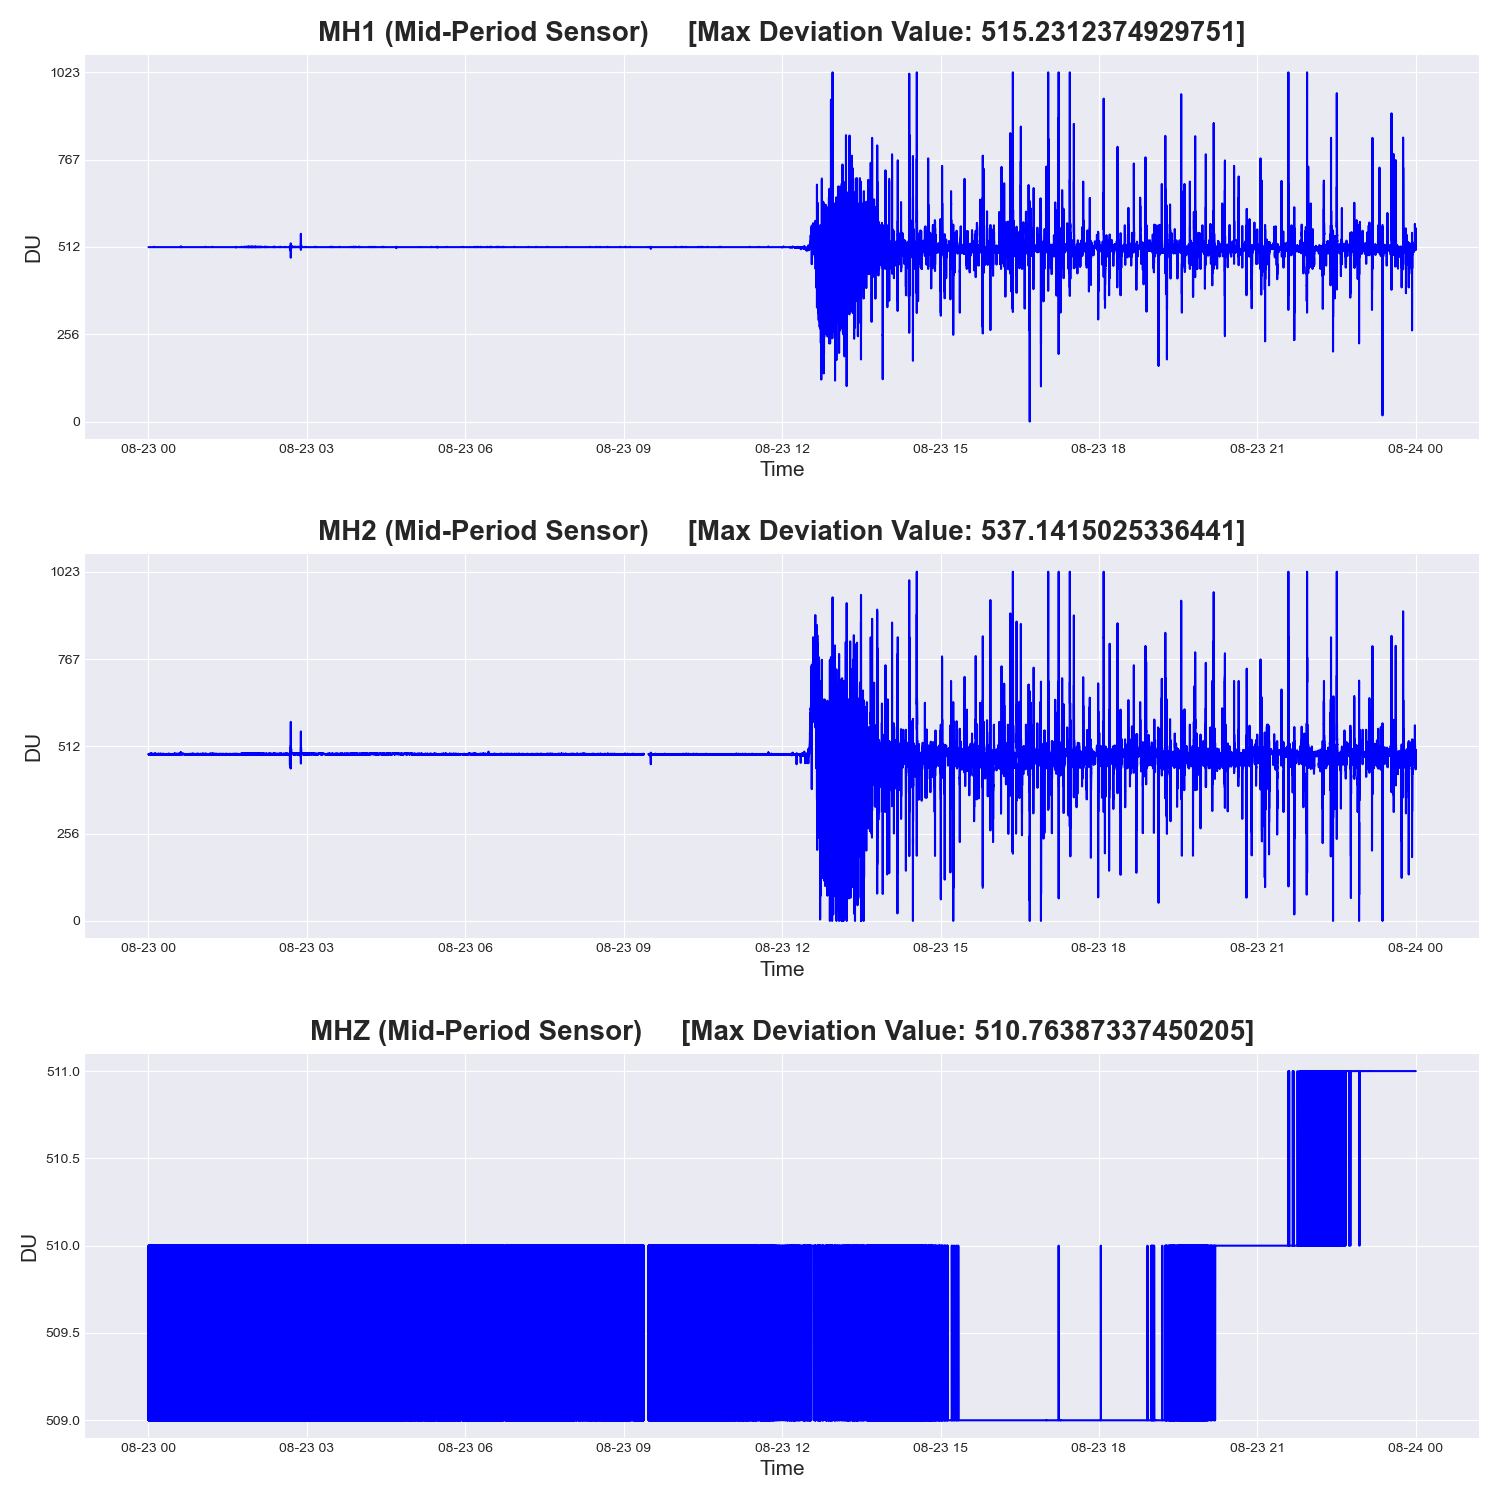 MH1 (Mid-Period Sensor) [Max Deviation Value: 515.2312374929751]
1023
767
512
256
0
DU
08-23 00 08-23 03 08-23 06 08-23 09 08-23 12 08-23 15 08-23 18 08-23 21 08-24 00
Time
MH2 (Mid-Period Sensor) [Max Deviation Value: 537.1415025336441]
1023
767
512
256
0
DU
08-23 00 08-23 03 08-23 06 08-23 09 08-23 12 08-23 15 08-23 18 08-23 21 08-24 00
Time
MHZ (Mid-Period Sensor) [Max Deviation Value: 510.76387337450205]
511.0
510.5
510.0
509.5
509.0
DU
08-23 00 08-23 03 08-23 06 08-23 09 08-23 12 08-23 15 08-23 18 08-23 21 08-24 00
Time